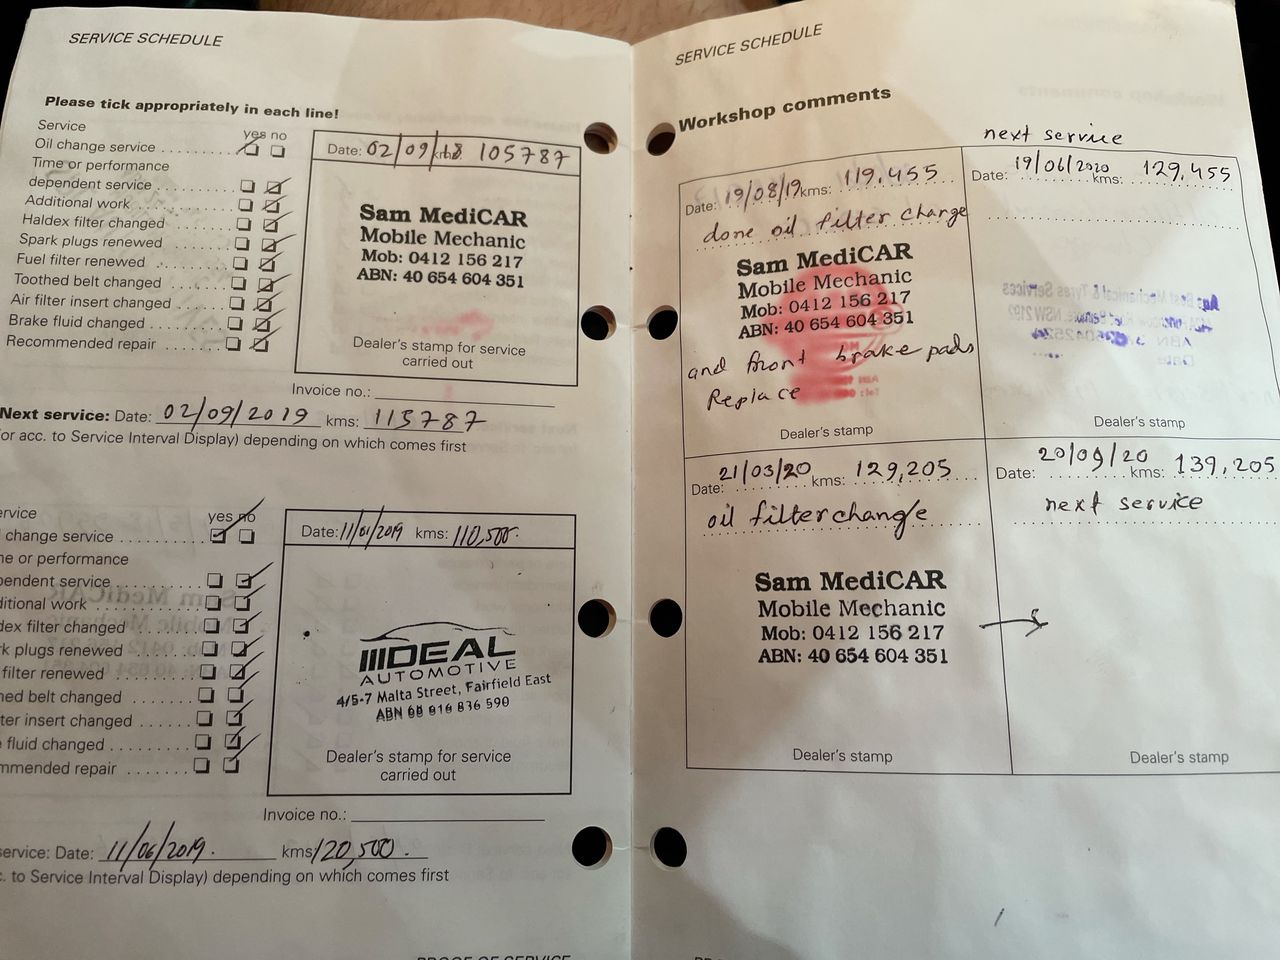 SERVICE SCHEDULE
Please tick appropriately in each line!
Service
yes no
Oil change service
Time or performance
dependent service
Additional work
Haldex filter changed
Spark plugs renewed
Fuel filter renewed
Toothed belt changed
Air filter insert changed
Brake fluid changed
Recommended repair
Date: 02/09/18 105787
Sam MediCAR
Mobile Mechanic
Mob: 0412 156 217
ABN: 40 654 604 351
Dealer's stamp for service
carried out
Invoice no.:
Next service: Date: 02/09/2019 kms: 115787
or acc. to Service Interval Display) depending on which comes first
ervice
yes no
change service
me or performance
pendent service
ditional work
dex filter changed
rk plugs renewed
filter renewed
hed belt changed
ter insert changed
fluid changed
mmended repair
Date: 11/01/2019 kms: 110,500.
IDEAL
AUTOMOTIVE
4/5-7 Malta Street, Fairfield East
ABN 68 616 836 590
Dealer's stamp for service
carried out
Invoice no.:
service: Date: 11/06/2019. kms 120,500.
c. to Service Interval Display) depending on which comes first
SERVICE SCHEDULE
Workshop comments
next service
Date: 19/08/19 kms: 119,455
done oil filter change
Sam MediCAR
Mobile Mechanic
Mob: 0412 156 217
ABN: 40 654 604 351
and front brake pads
Replace
Dealer's stamp
Date: 19/06/2020 kms: 129,455
Dealer's stamp
Date: 21/03/20 kms: 129,205
oil filter change
Sam MediCAR
Mobile Mechanic
Mob: 0412 156 217
ABN: 40 654 604 351
Dealer's stamp
Date: 20/09/20 kms: 139,205
next service
Dealer's stamp